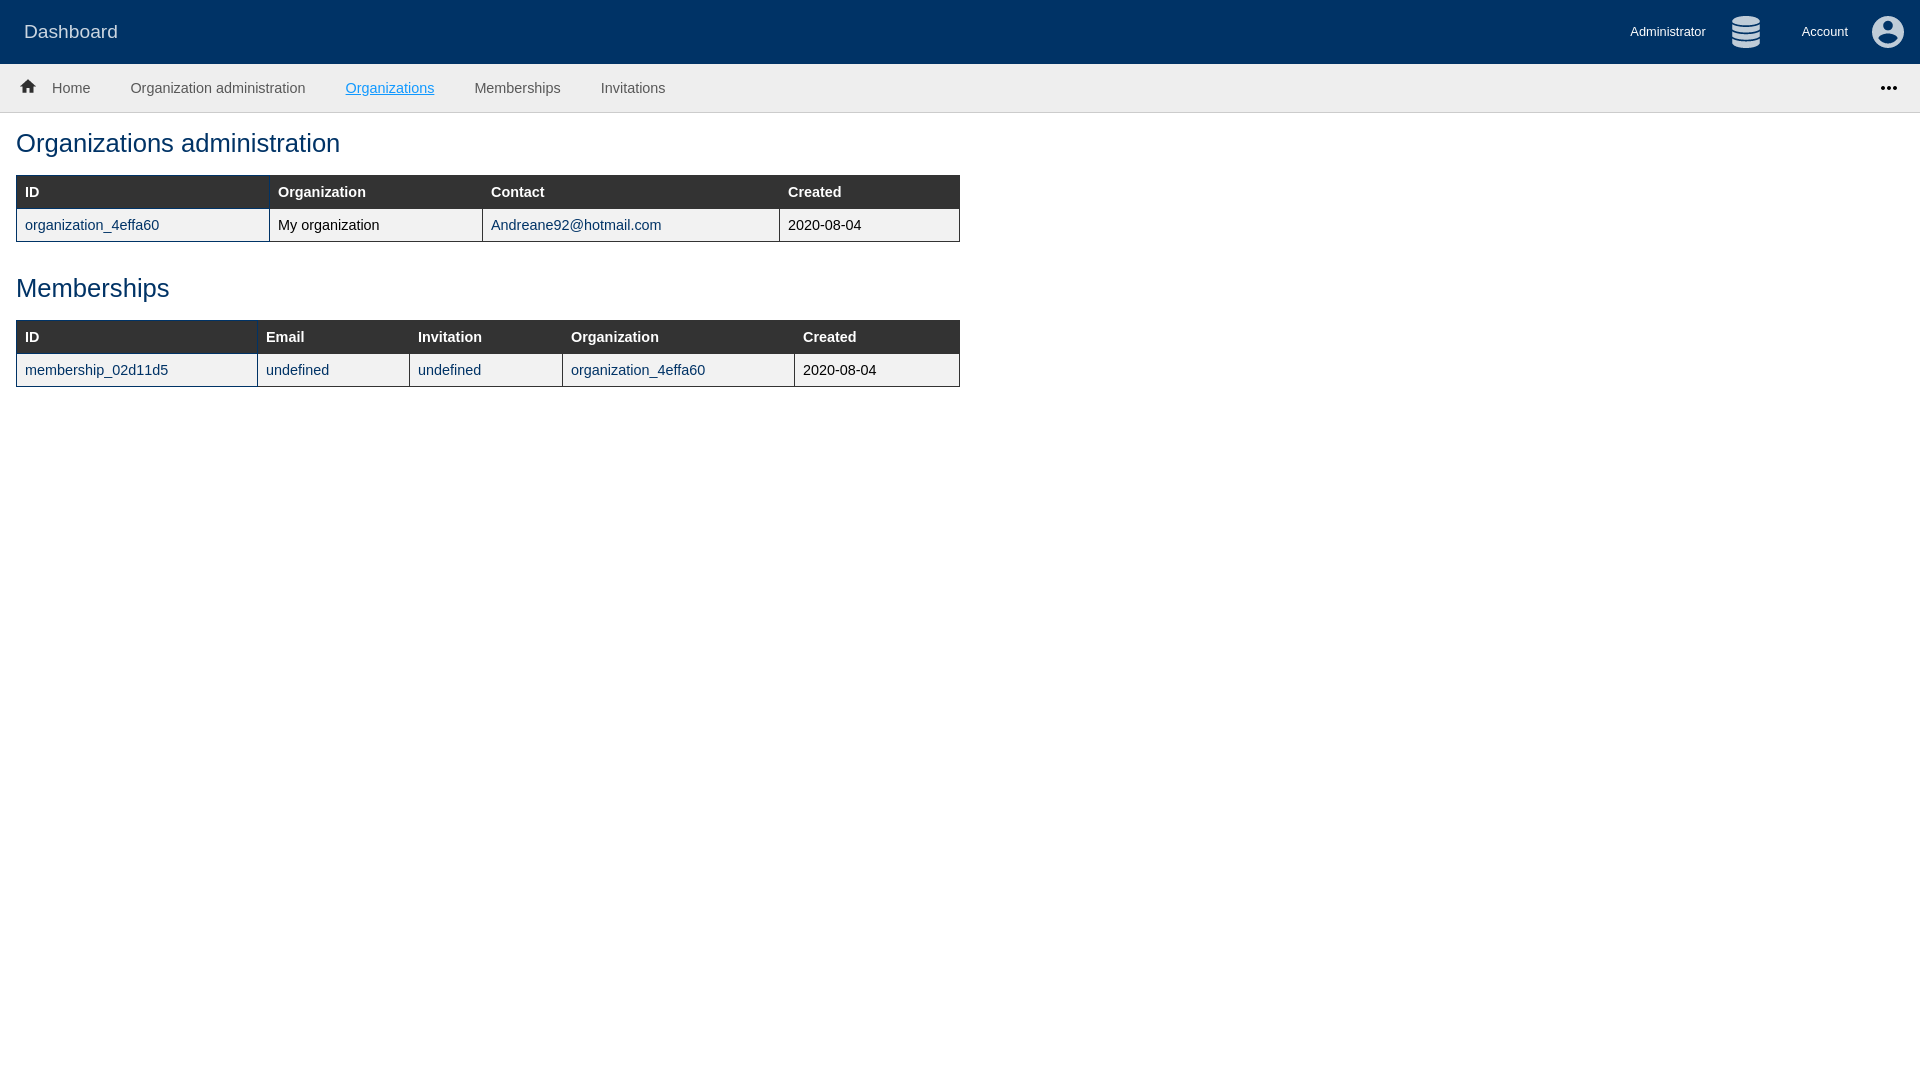 Dashboard
Administrator
Account
Home
Organization administration
Organizations
Memberships
Invitations
Organizations administration
ID Organization Contact Created
organization_4effa60 My organization Andreane92@hotmail.com 2020-08-04
Memberships
ID Email Invitation Organization Created
membership_02d11d5 undefined undefined organization_4effa60 2020-08-04